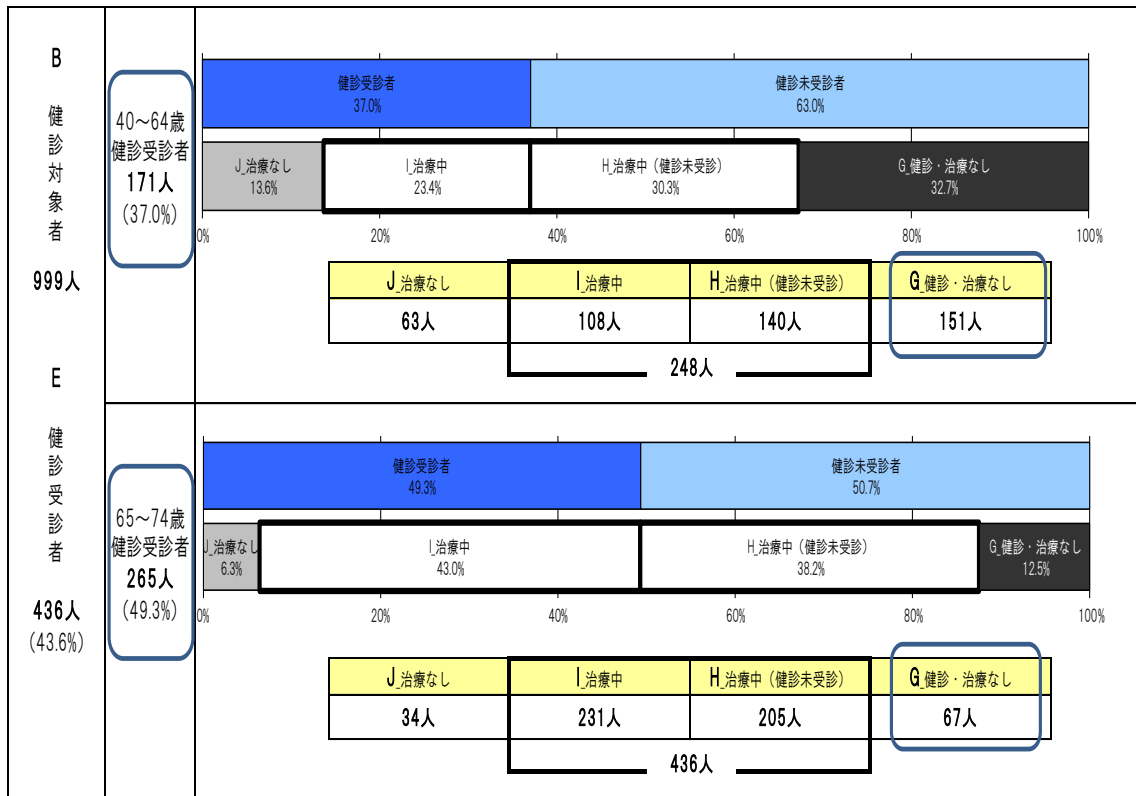 B
健診対象者
999人
E
健診受診者
436人
(43.6%)
40～64歳
健診受診者
171人
(37.0%)
健診受診者
37.0%
健診未受診者
63.0%
J_治療なし
13.6%
I_治療中
23.4%
H_治療中（健診未受診）
30.3%
G_健診・治療なし
32.7%
0% 20% 40% 60% 80% 100%
J_治療なし I_治療中 H_治療中（健診未受診） G_健診・治療なし
63人 108人 140人 151人
248人
65～74歳
健診受診者
265人
(49.3%)
健診受診者
49.3%
健診未受診者
50.7%
J_治療なし
6.3%
I_治療中
43.0%
H_治療中（健診未受診）
38.2%
G_健診・治療なし
12.5%
0% 20% 40% 60% 80% 100%
J_治療なし I_治療中 H_治療中（健診未受診） G_健診・治療なし
34人 231人 205人 67人
436人